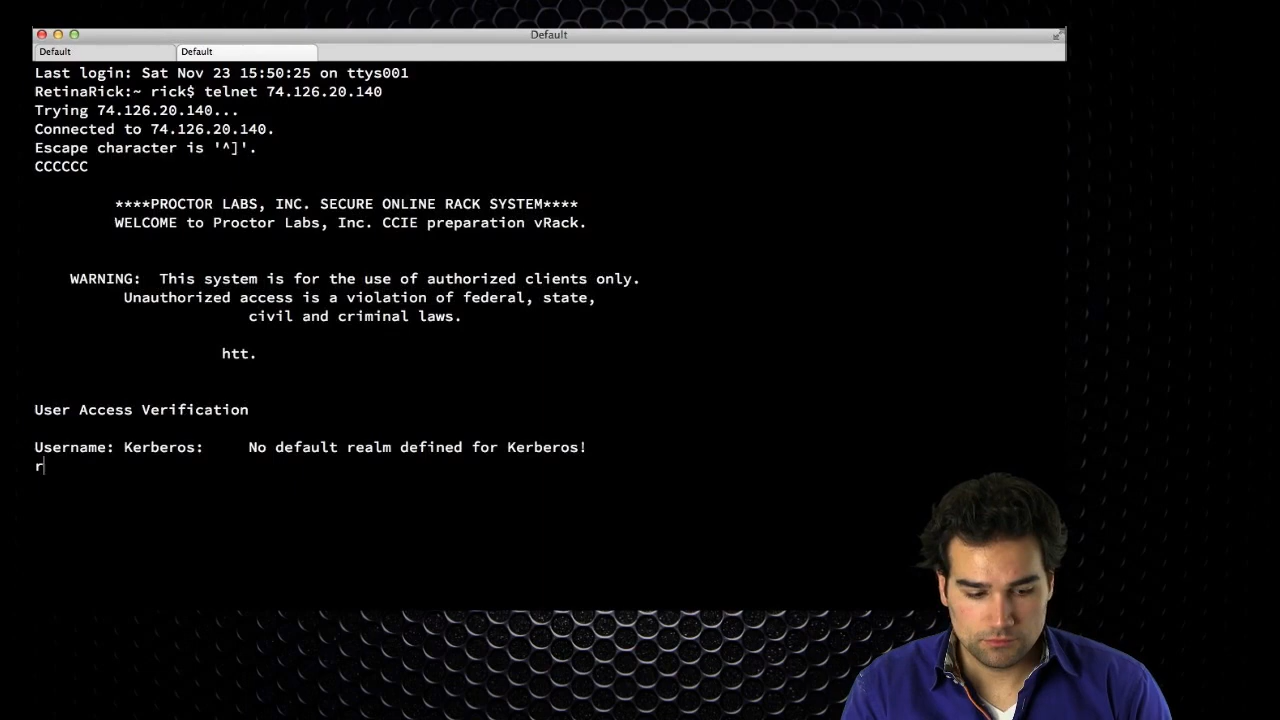 Default
Default
Default
Last login: Sat Nov 23 15:50:25 on ttys001
RetinaRick:~ rick$ telnet 74.126.20.140
Trying 74.126.20.140...
Connected to 74.126.20.140.
Escape character is '^]'.
CCCCCC
****PROCTOR LABS, INC. SECURE ONLINE RACK SYSTEM****
WELCOME to Proctor Labs, Inc. CCIE preparation vRack.
WARNING: This system is for the use of authorized clients only.
Unauthorized access is a violation of federal, state,
civil and criminal laws.
htt.
User Access Verification
Username: Kerberos: No default realm defined for Kerberos!
r